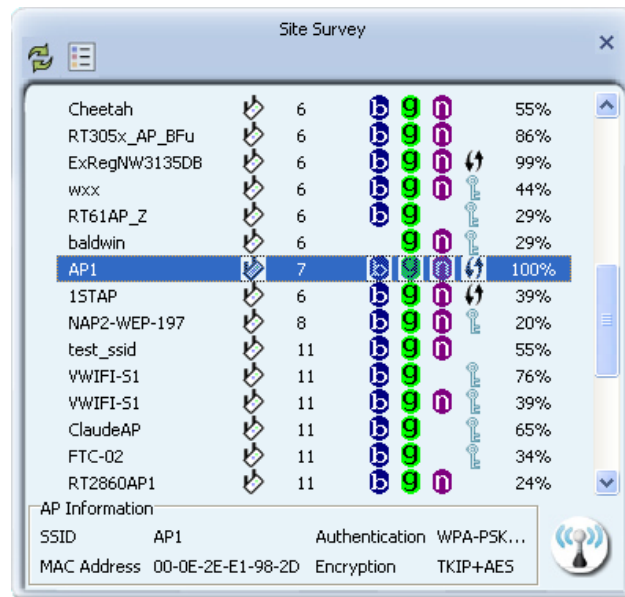 Site Survey
Cheetah 6 b g n 55%
RT305x_AP_BFu 6 b g n 86%
ExRegNW3135DB 6 b g n 99%
wxx 6 b g n 44%
RT61AP_Z 6 b g 29%
baldwin 6 g n 29%
AP1 7 b g n 100%
1STAP 6 b g n 39%
NAP2-WEP-197 8 b g n 20%
test_ssid 11 b g n 55%
VWIFI-S1 11 b g 76%
VWIFI-S1 11 b g n 39%
ClaudeAP 11 b g 65%
FTC-02 11 b g 34%
RT2860AP1 11 b g n 24%
AP Information
SSID AP1 Authentication WPA-PSK...
MAC Address 00-0E-2E-E1-98-2D Encryption TKIP+AES